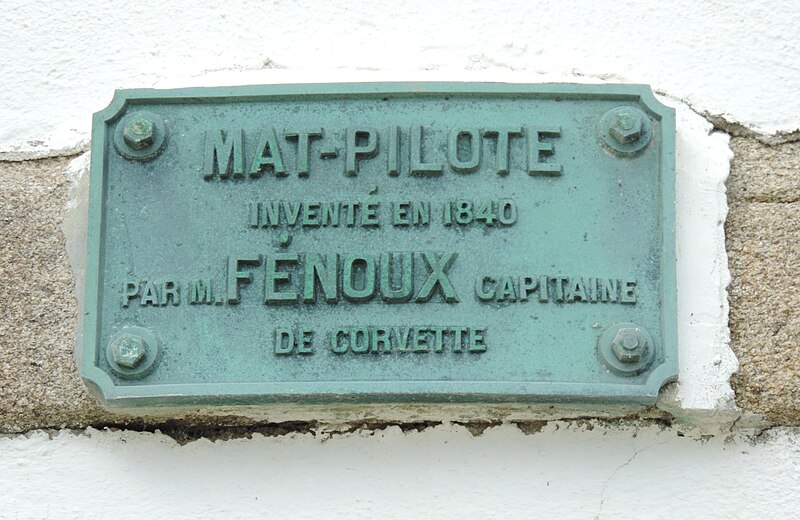 MAT-PILOTE
INVENTÉ EN 1840
PAR M. FÉNOUX CAPITAINE
DE CORVETTE